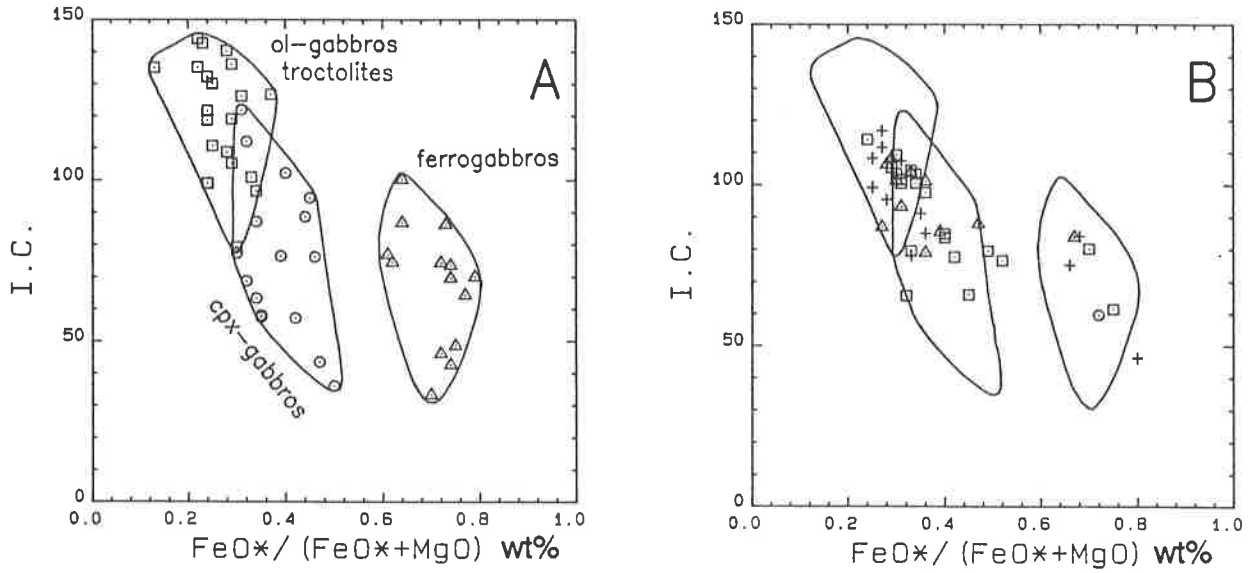 A
ol-gabbros
troctolites
ferrogabbros
cpx-gabbros
I.C.
150
100
50
0
0.0 0.2 0.4 0.6 0.8 1.0
FeO*/(FeO*+MgO) wt%
B
I.C.
150
100
50
0
0.0 0.2 0.4 0.6 0.8 1.0
FeO*/(FeO*+MgO) wt%